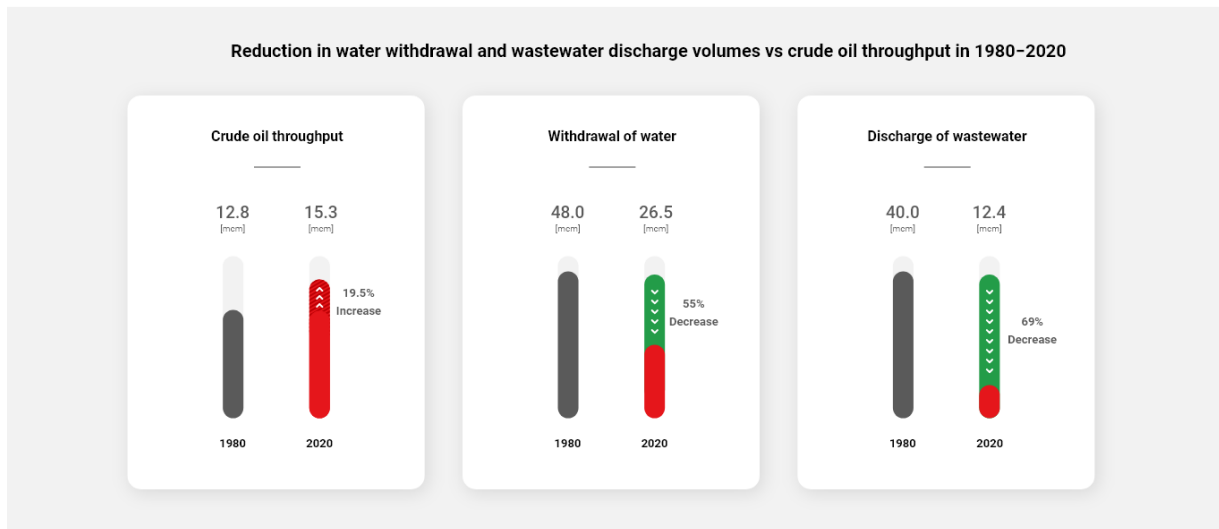 Reduction in water withdrawal and wastewater discharge volumes vs crude oil throughput in 1980–2020
Crude oil throughput
12.8
[mcm]
15.3
[mcm]
19.5%
Increase
1980
2020
Withdrawal of water
48.0
[mcm]
26.5
[mcm]
55%
Decrease
1980
2020
Discharge of wastewater
40.0
[mcm]
12.4
[mcm]
69%
Decrease
1980
2020